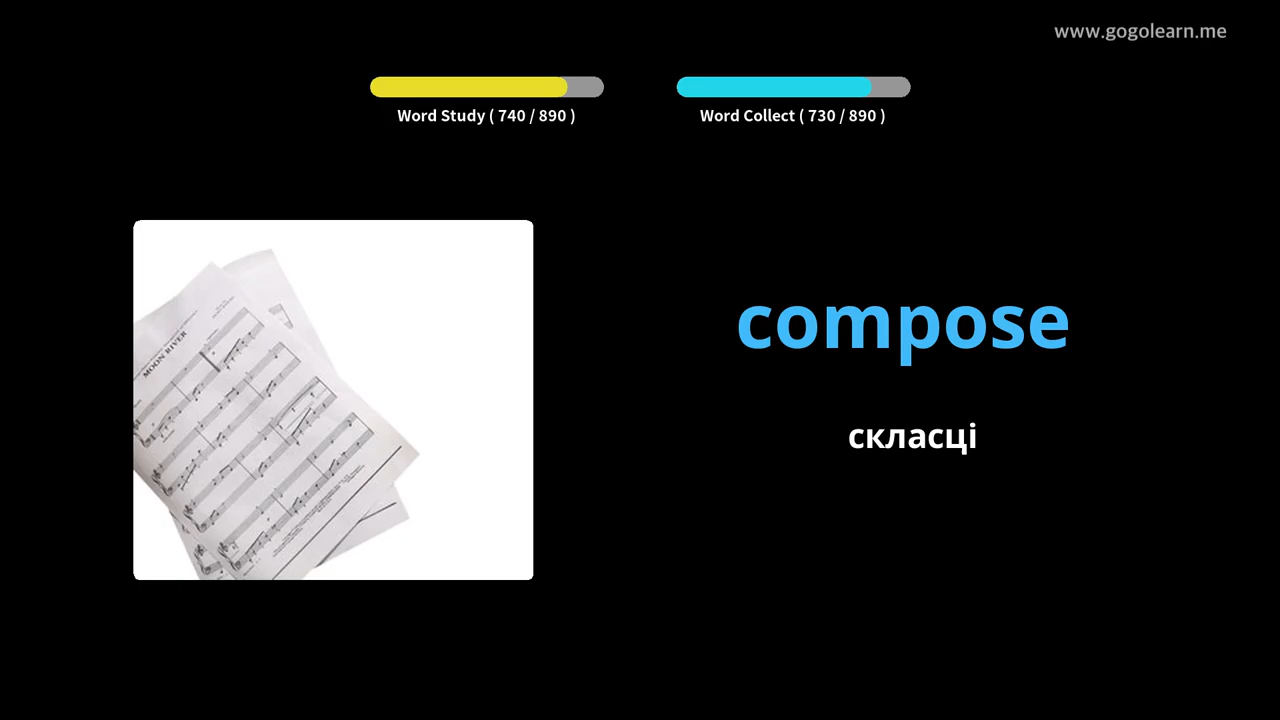 www.gogolearn.me
Word Study ( 740 / 890 )
Word Collect ( 730 / 890 )
MOON RIVER
compose
скласці